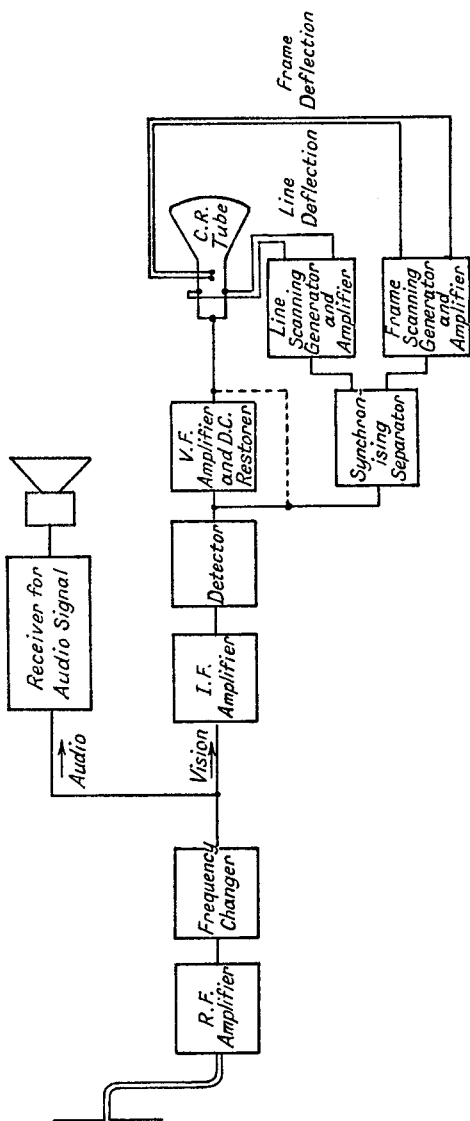 R.F.
Amplifier
Frequency
Changer
Audio
Vision
Receiver for
Audio Signal
I.F.
Amplifier
Detector
V.F.
Amplifier
and D.C.
Restorer
C.R.
Tube
Line
Deflection
Frame
Deflection
Line
Scanning
Generator
and
Amplifier
Synchron-
ising
Separator
Frame
Scanning
Generator
and
Amplifier